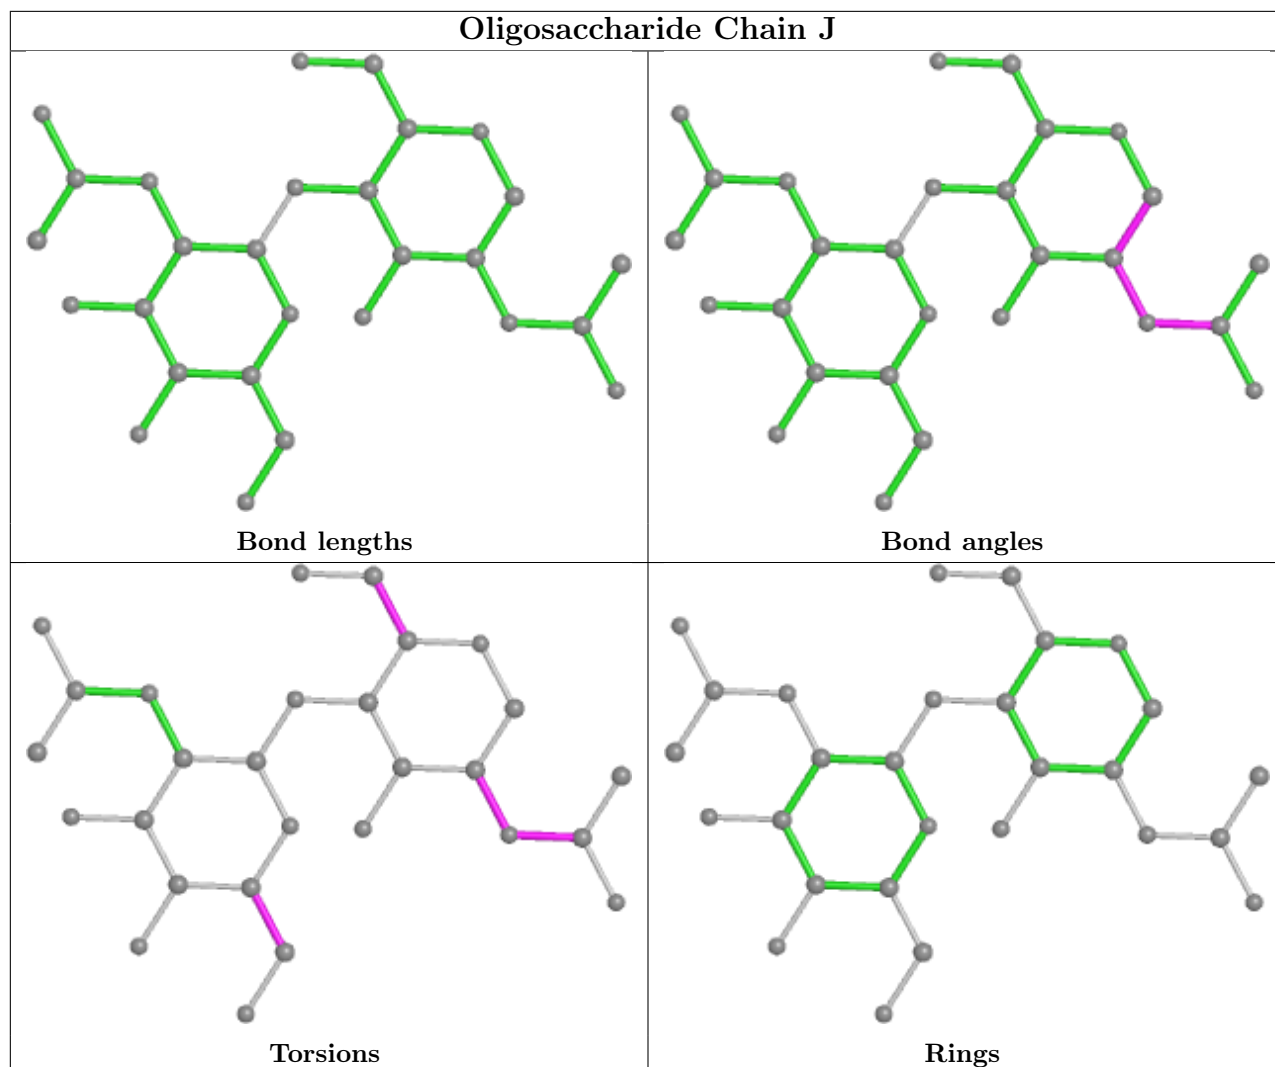 Oligosaccharide Chain J
Bond lengths
Bond angles
Torsions
Rings